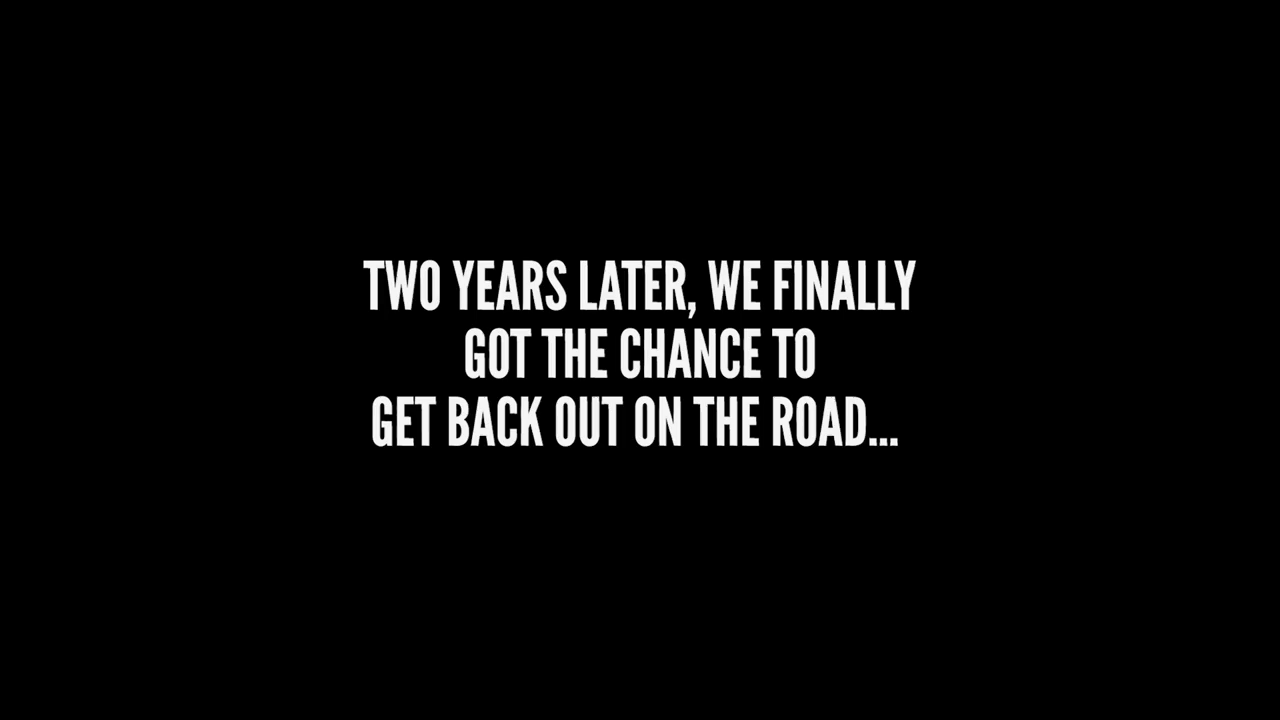 TWO YEARS LATER, WE FINALLY
GOT THE CHANCE TO
GET BACK OUT ON THE ROAD...